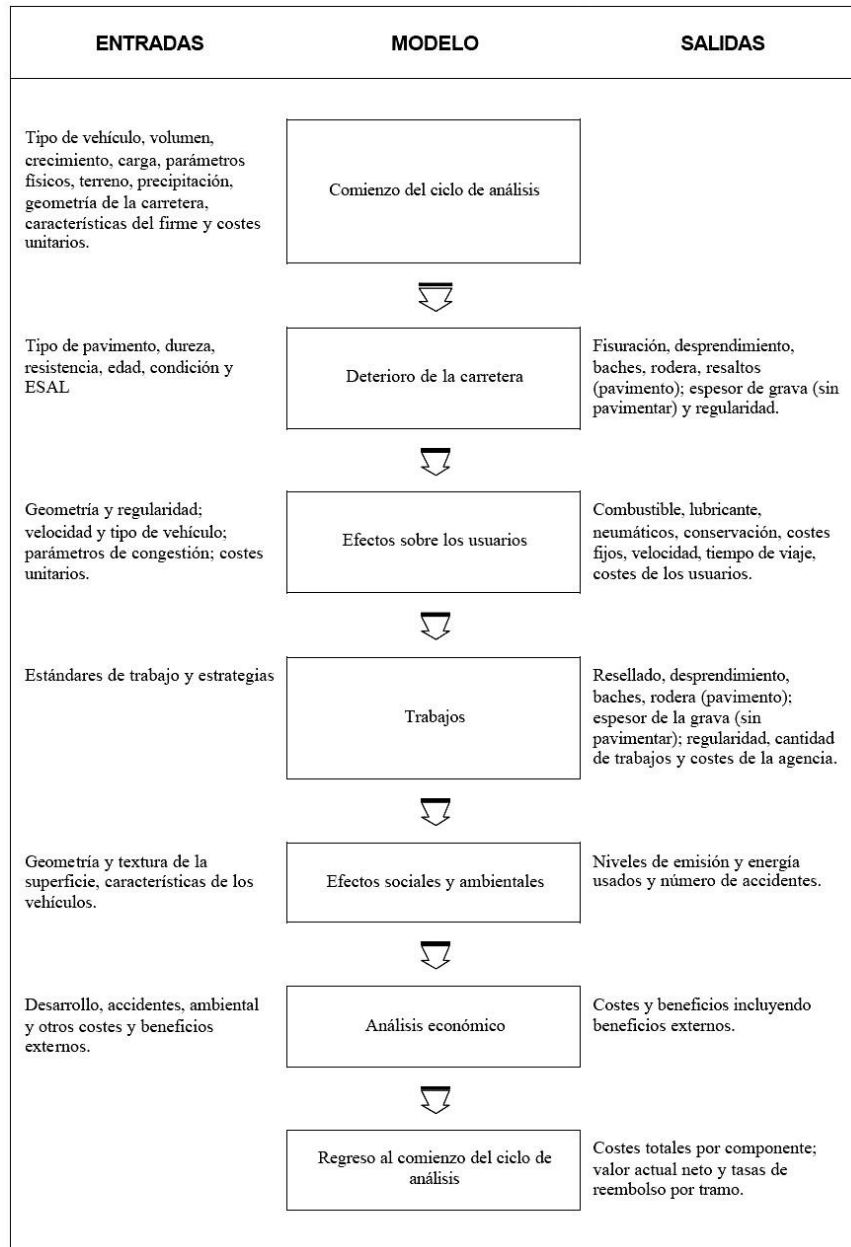 ENTRADAS
MODELO
SALIDAS
Tipo de vehículo, volumen,
crecimiento, carga, parámetros
físicos, terreno, precipitación,
geometría de la carretera,
características del firme y costes
unitarios.
Comienzo del ciclo de análisis
Tipo de pavimento, dureza,
resistencia, edad, condición y
ESAL
Deterioro de la carretera
Fisuración, desprendimiento,
baches, rodera, resaltos
(pavimento); espesor de grava (sin
pavimentar) y regularidad.
Geometría y regularidad;
velocidad y tipo de vehículo;
parámetros de congestión; costes
unitarios.
Efectos sobre los usuarios
Combustible, lubricante,
neumáticos, conservación, costes
fijos, velocidad, tiempo de viaje,
costes de los usuarios.
Estándares de trabajo y estrategias
Trabajos
Resellado, desprendimiento,
baches, rodera (pavimento);
espesor de la grava (sin
pavimentar); regularidad, cantidad
de trabajos y costes de la agencia.
Geometría y textura de la
superficie, características de los
vehículos.
Efectos sociales y ambientales
Niveles de emisión y energía
usados y número de accidentes.
Desarrollo, accidentes, ambiental
y otros costes y beneficios
externos.
Análisis económico
Costes y beneficios incluyendo
beneficios externos.
Regreso al comienzo del ciclo de
análisis
Costes totales por componente;
valor actual neto y tasas de
reembolso por tramo.